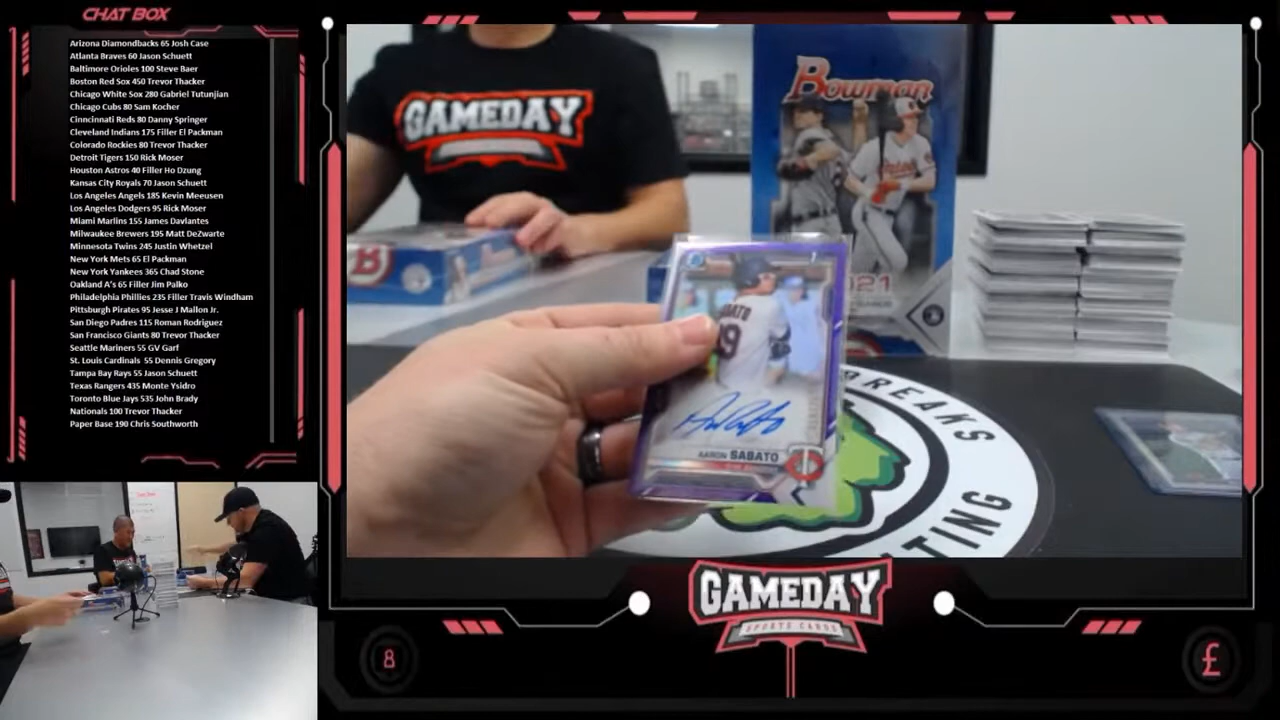 CHAT BOX
Arizona Diamondbacks 65 Josh Case
Atlanta Braves 60 Jason Schuett
Baltimore Orioles 100 Steve Baer
Boston Red Sox 450 Trevor Thacker
Chicago White Sox 280 Gabriel Tutunjian
Chicago Cubs 80 Sam Kocher
Cinncinnati Reds 80 Danny Springer
Cleveland Indians 175 Filler El Packman
Colorado Rockies 80 Trevor Thacker
Detroit Tigers 150 Rick Moser
Houston Astros 40 Filler Ho Dzung
Kansas City Royals 70 Jason Schuett
Los Angeles Angels 185 Kevin Meeusen
Los Angeles Dodgers 95 Rick Moser
Miami Marlins 155 James Davlantes
Milwaukee Brewers 195 Matt DeZwarte
Minnesota Twins 245 Justin Whetzel
New York Mets 65 El Packman
New York Yankees 365 Chad Stone
Oakland A's 65 Filler Jim Palko
Philadelphia Phillies 235 Filler Travis Windham
Pittsburgh Pirates 95 Jesse J Mallon Jr.
San Diego Padres 115 Roman Rodriguez
San Francisco Giants 80 Trevor Thacker
Seattle Mariners 55 GV Garf
St. Louis Cardinals 55 Dennis Gregory
Tampa Bay Rays 55 Jason Schuett
Texas Rangers 435 Monte Ysidro
Toronto Blue Jays 535 John Brady
Nationals 100 Trevor Thacker
Paper Base 190 Chris Southworth
GAMEDAY
Bowman
AARON SABATO
BREAKS
GAMEDAY
SPORTS CARDS
8
£